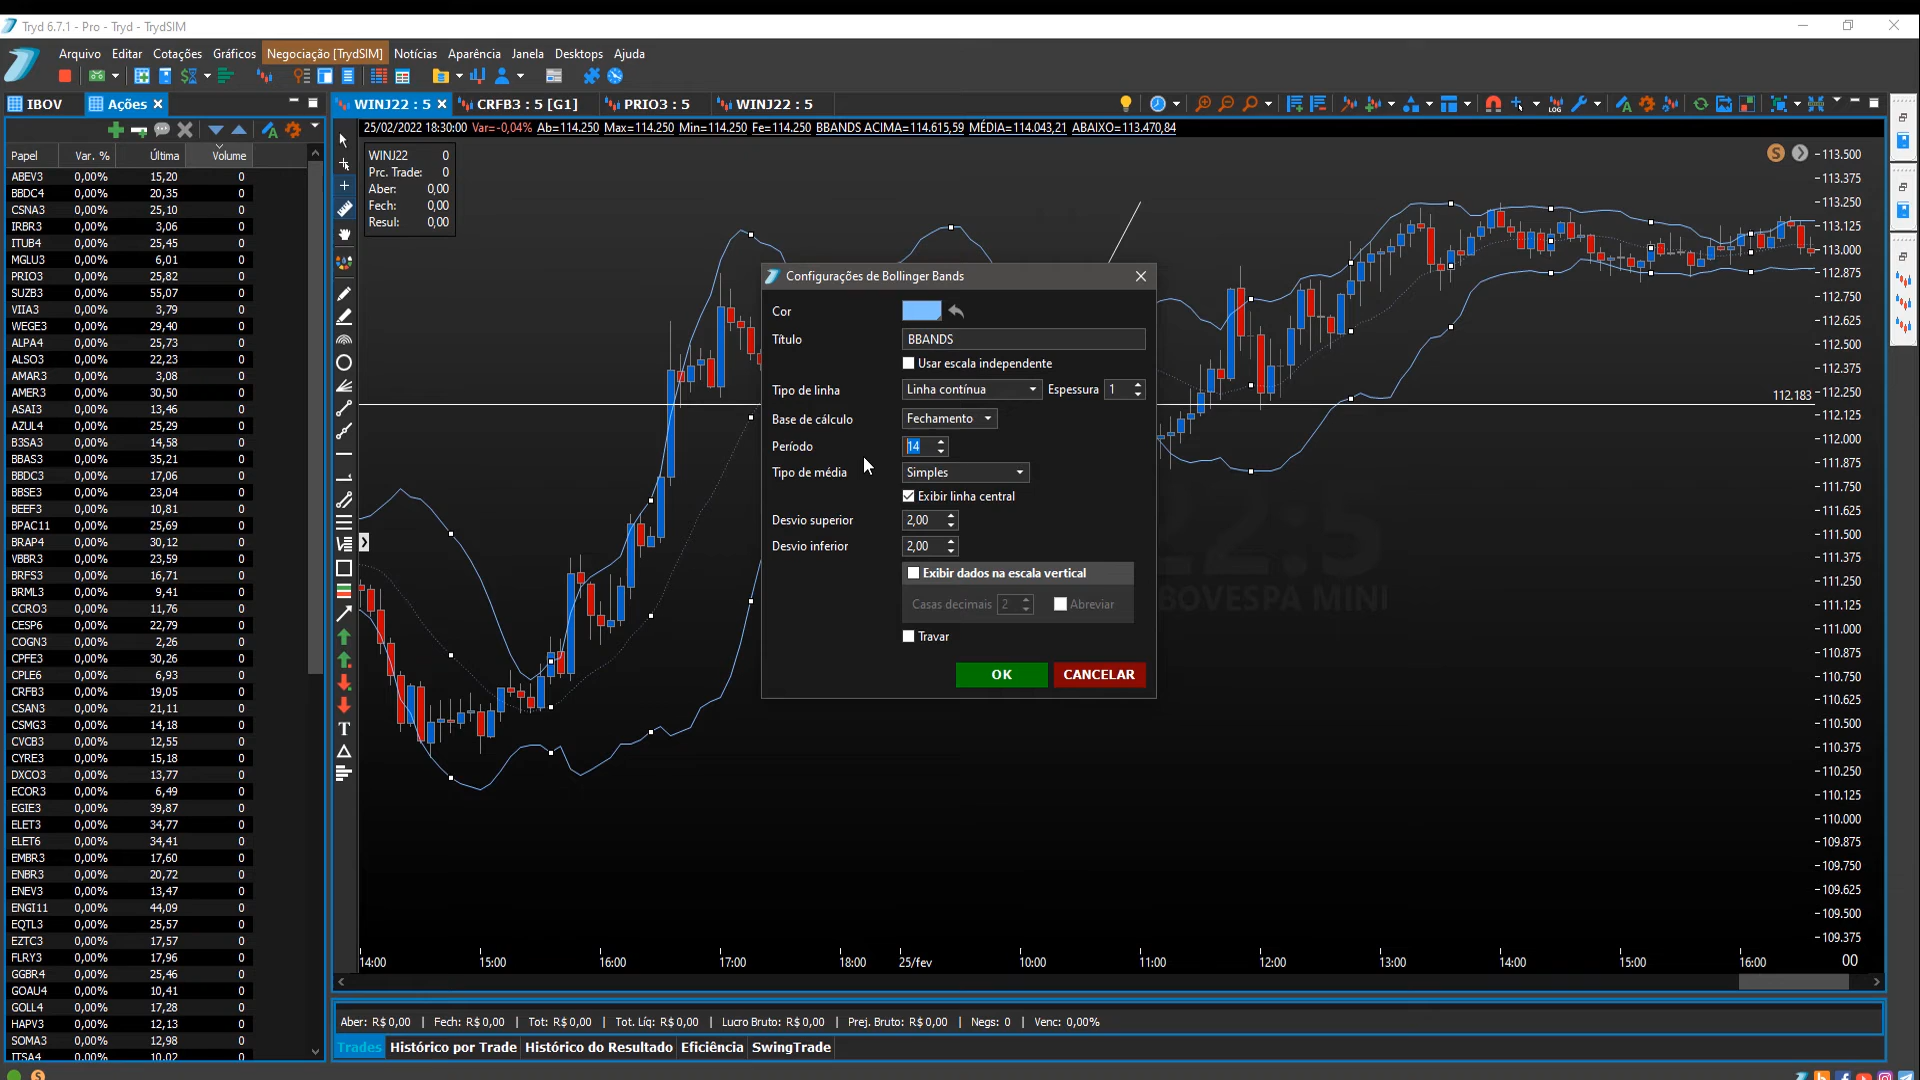 Tryd 6.7.1 - Pro - Tryd - TrydSIM
Arquivo Editar Cotações Gráficos Negociação [TrydSIM] Notícias Aparência Janela Desktops Ajuda
IBOV Ações
WINJ22 : 5 CRFB3 : 5 [G1] PRIO3 : 5 WINJ22 : 5
25/02/2022 18:30:00 Var=-0,04% Ab=114.250 Max=114.250 Min=114.250 Fe=114.250 BBANDS ACIMA=114.615,59 MÉDIA=114.043,21 ABAIXO=113.470,84
Papel Var. % Última Volume
ABEV3 0,00% 15,20 0
BBDC4 0,00% 20,35 0
CSNA3 0,00% 25,10 0
IRBR3 0,00% 3,06 0
ITUB4 0,00% 25,45 0
MGLU3 0,00% 6,01 0
PRIO3 0,00% 25,82 0
SUZB3 0,00% 55,07 0
VIIA3 0,00% 3,79 0
WEGE3 0,00% 29,40 0
ALPA4 0,00% 25,73 0
ALSO3 0,00% 22,23 0
AMAR3 0,00% 3,08 0
AMER3 0,00% 30,50 0
ASAI3 0,00% 13,46 0
AZUL4 0,00% 25,29 0
B3SA3 0,00% 14,58 0
BBAS3 0,00% 35,21 0
BBDC3 0,00% 17,06 0
BBSE3 0,00% 23,04 0
BEEF3 0,00% 10,81 0
BPAC11 0,00% 25,69 0
BRAP4 0,00% 30,12 0
VBBR3 0,00% 23,59 0
BRFS3 0,00% 16,71 0
BRML3 0,00% 9,41 0
CCRO3 0,00% 11,76 0
CESP6 0,00% 22,79 0
COGN3 0,00% 2,26 0
CPFE3 0,00% 30,26 0
CPLE6 0,00% 6,93 0
CRFB3 0,00% 19,05 0
CSAN3 0,00% 21,11 0
CSMG3 0,00% 14,18 0
CVCB3 0,00% 12,55 0
CYRE3 0,00% 15,18 0
DXCO3 0,00% 13,77 0
ECOR3 0,00% 6,49 0
EGIE3 0,00% 39,87 0
ELET3 0,00% 34,77 0
ELET6 0,00% 34,41 0
EMBR3 0,00% 17,60 0
ENBR3 0,00% 20,72 0
ENEV3 0,00% 13,47 0
ENGI11 0,00% 44,09 0
EQTL3 0,00% 25,57 0
EZTC3 0,00% 17,57 0
FLRY3 0,00% 17,96 0
GGBR4 0,00% 25,46 0
GOAU4 0,00% 10,41 0
GOLL4 0,00% 17,28 0
HAPV3 0,00% 12,13 0
SOMA3 0,00% 12,98 0
ITSA4 0,00% 10,02 0
WINJ22 0
Prc. Trade: 0
Aber: 0,00
Fech: 0,00
Resul: 0,00
LOG
T
Configurações de Bollinger Bands
Cor
Título BBANDS
Usar escala independente
Tipo de linha Linha contínua Espessura 1
Base de cálculo Fechamento
Período 14
Tipo de média Simples
Exibir linha central
Desvio superior 2,00
Desvio inferior 2,00
Exibir dados na escala vertical
Casas decimais 2 Abreviar
Travar
OK CANCELAR
22:5
BOVESPA MINI
S
113.500
113.375
113.250
113.125
113.000
112.875
112.750
112.625
112.500
112.375
112.250
112.183
112.125
112.000
111.875
111.750
111.625
111.500
111.375
111.250
111.125
111.000
110.875
110.750
110.625
110.500
110.375
110.250
110.125
110.000
109.875
109.750
109.625
109.500
109.375
14:00 15:00 16:00 17:00 18:00 25/fev 10:00 11:00 12:00 13:00 14:00 15:00 16:00 00
Aber: R$ 0,00 | Fech: R$ 0,00 | Tot: R$ 0,00 | Tot. Líq: R$ 0,00 | Lucro Bruto: R$ 0,00 | Prej. Bruto: R$ 0,00 | Negs: 0 | Venc: 0,00%
Trades Histórico por Trade Histórico do Resultado Eficiência SwingTrade
S